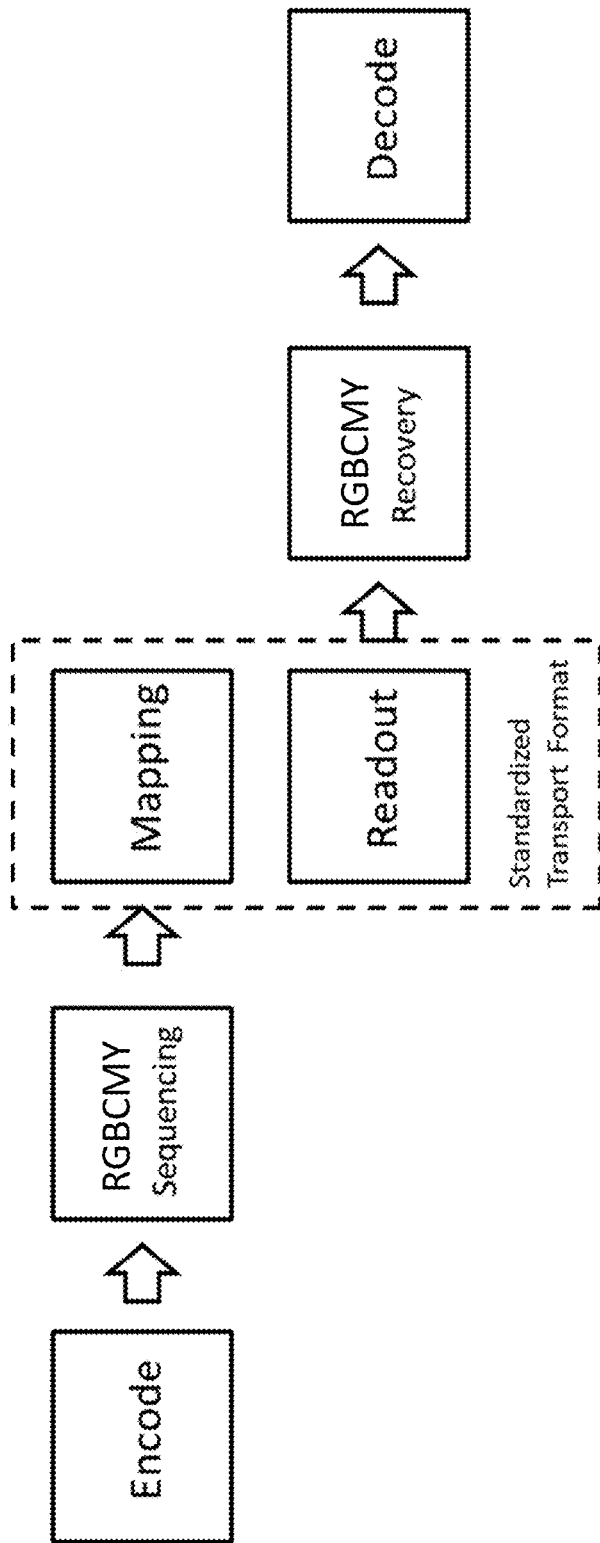 Encode
RGBCMY
Sequencing
Mapping
Readout
Standardized
Transport Format
RGBCMY
Recovery
Decode